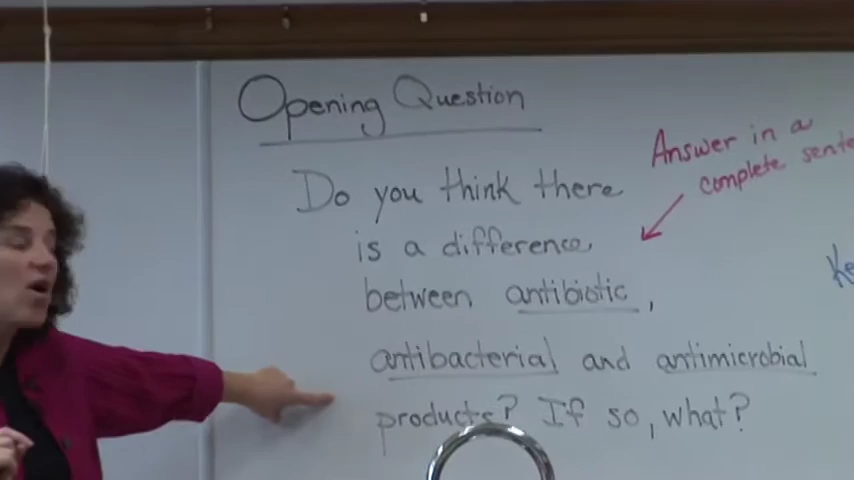 Opening Question
Do you think there
is a difference
between antibiotic,
antibacterial and antimicrobial
products? If so, what?
Answer in a
complete